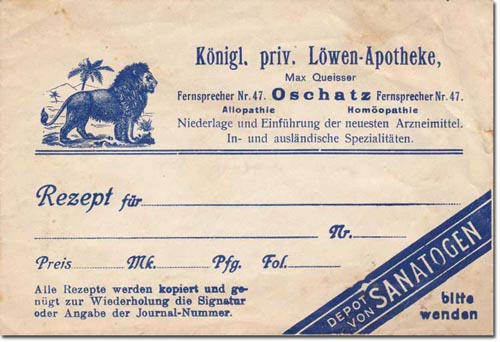 Königl. priv. Löwen-Apotheke,
Max Queisser
Fernsprecher Nr. 47. Oschatz Fernsprecher Nr. 47.
Allopathie Homöopathie
Niederlage und Einführung der neuesten Arzneimittel.
In- und ausländische Spezialitäten.
Rezept für
Nr.
Preis Mk. Pfg. Fol.
Alle Rezepte werden kopiert und ge-
nügt zur Wiederholung die Signatur
oder Angabe der Journal-Nummer.
DEPOT VON SANATOGEN
bitte
wenden